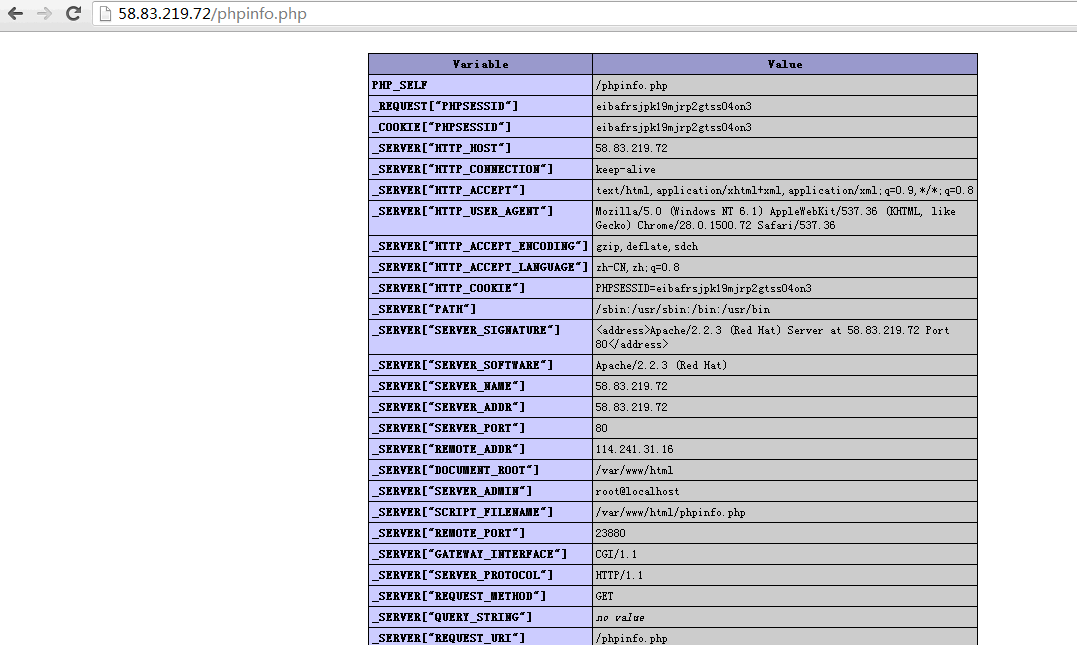 58.83.219.72/phpinfo.php
Variable Value
PHP_SELF /phpinfo.php
_REQUEST["PHPSESSID"] eibafrsjpk19mjrp2gtss04on3
_COOKIE["PHPSESSID"] eibafrsjpk19mjrp2gtss04on3
_SERVER["HTTP_HOST"] 58.83.219.72
_SERVER["HTTP_CONNECTION"] keep-alive
_SERVER["HTTP_ACCEPT"] text/html,application/xhtml+xml,application/xml;q=0.9,*/*;q=0.8
_SERVER["HTTP_USER_AGENT"] Mozilla/5.0 (Windows NT 6.1) AppleWebKit/537.36 (KHTML, like
Gecko) Chrome/28.0.1500.72 Safari/537.36
_SERVER["HTTP_ACCEPT_ENCODING"] gzip,deflate,sdch
_SERVER["HTTP_ACCEPT_LANGUAGE"] zh-CN,zh;q=0.8
_SERVER["HTTP_COOKIE"] PHPSESSID=eibafrsjpk19mjrp2gtss04on3
_SERVER["PATH"] /sbin:/usr/sbin:/bin:/usr/bin
_SERVER["SERVER_SIGNATURE"] <address>Apache/2.2.3 (Red Hat) Server at 58.83.219.72 Port
80</address>
_SERVER["SERVER_SOFTWARE"] Apache/2.2.3 (Red Hat)
_SERVER["SERVER_NAME"] 58.83.219.72
_SERVER["SERVER_ADDR"] 58.83.219.72
_SERVER["SERVER_PORT"] 80
_SERVER["REMOTE_ADDR"] 114.241.31.16
_SERVER["DOCUMENT_ROOT"] /var/www/html
_SERVER["SERVER_ADMIN"] root@localhost
_SERVER["SCRIPT_FILENAME"] /var/www/html/phpinfo.php
_SERVER["REMOTE_PORT"] 23880
_SERVER["GATEWAY_INTERFACE"] CGI/1.1
_SERVER["SERVER_PROTOCOL"] HTTP/1.1
_SERVER["REQUEST_METHOD"] GET
_SERVER["QUERY_STRING"] no value
_SERVER["REQUEST_URI"] /phpinfo.php